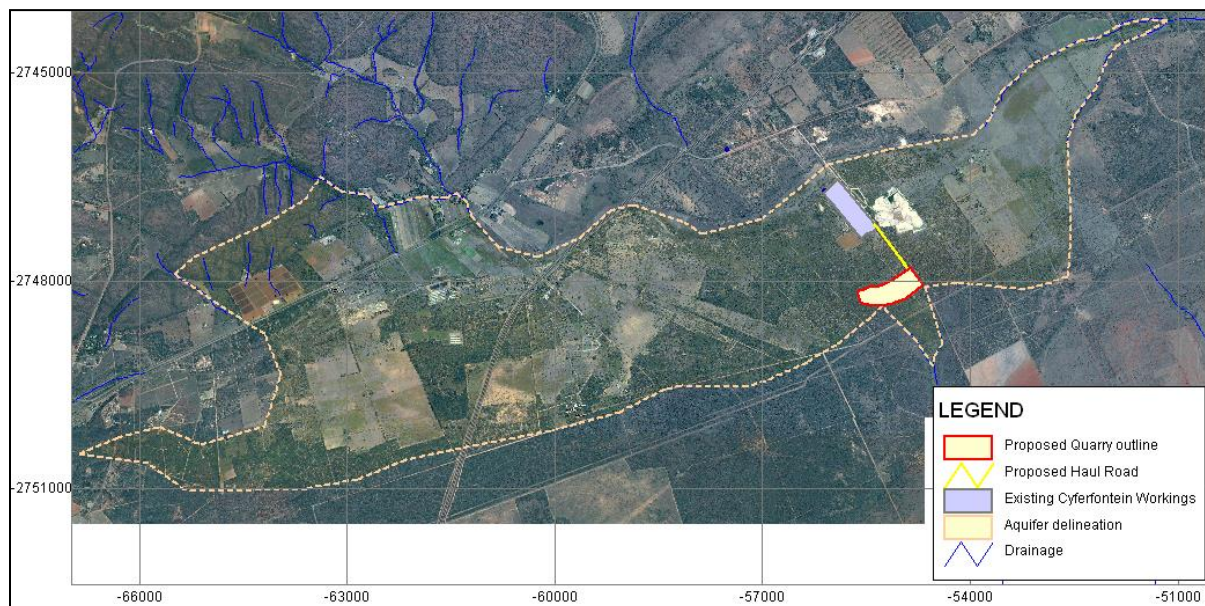 -2745000
-2748000
-2751000
LEGEND
Proposed Quarry outline
Proposed Haul Road
Existing Cyferfontein Workings
Aquifer delineation
Drainage
-66000 -63000 -60000 -57000 -54000 -51000